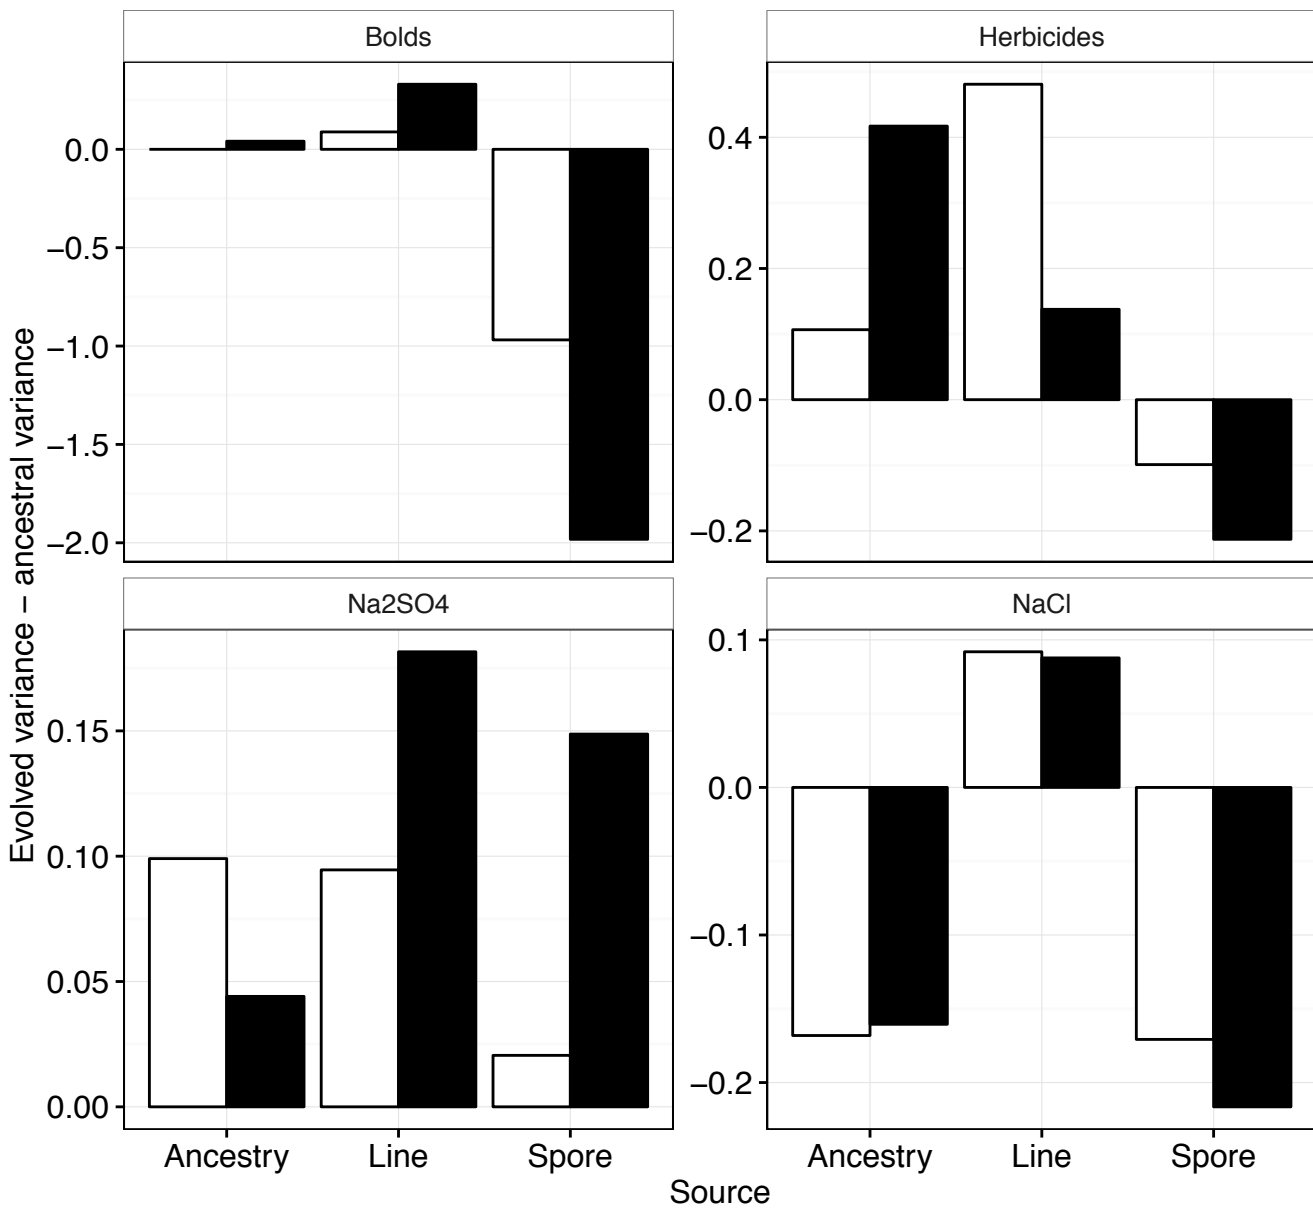 Bolds
Herbicides
0.0
−0.5
−1.0
−1.5
−2.0
0.4
0.2
0.0
−0.2
Evolved variance − ancestral variance
Na2SO4
NaCl
0.15
0.10
0.05
0.00
0.1
0.0
−0.1
−0.2
Ancestry Line Spore
Ancestry Line Spore
Source